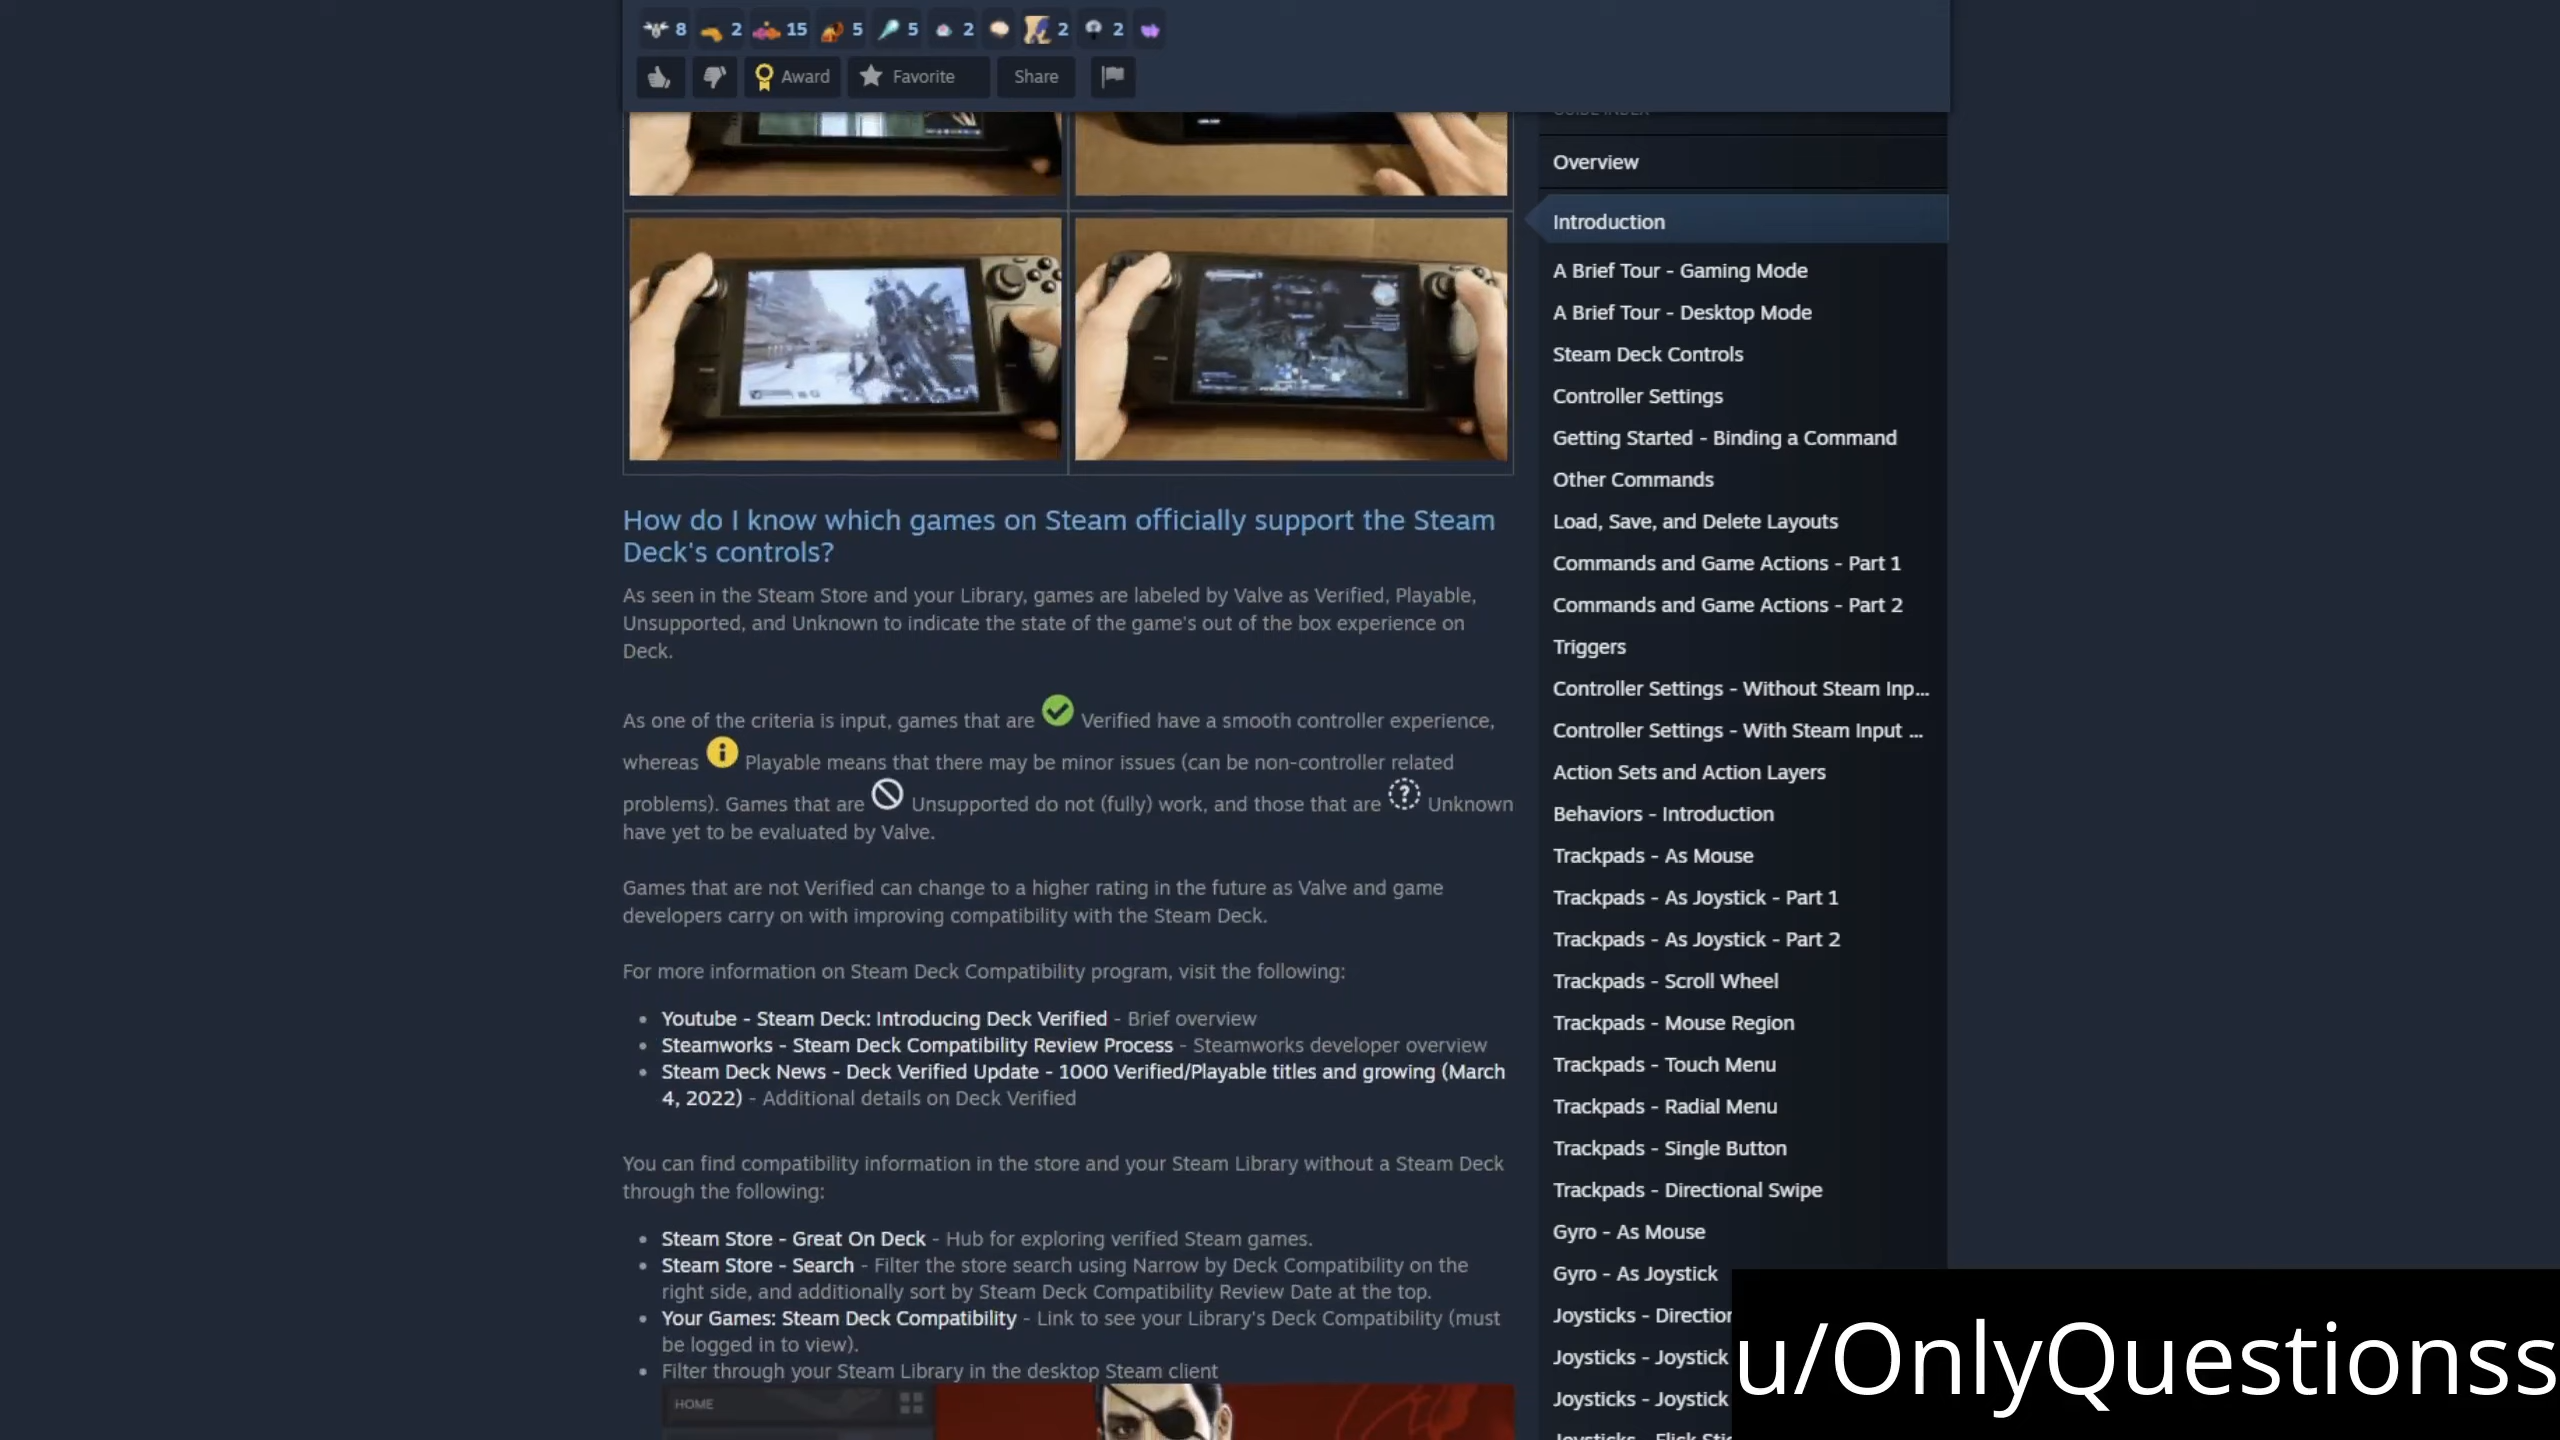 8
2
15
5
5
2
2
2
Award
Favorite
Share
Overview
Introduction
A Brief Tour - Gaming Mode
A Brief Tour - Desktop Mode
Steam Deck Controls
Controller Settings
Getting Started - Binding a Command
Other Commands
Load, Save, and Delete Layouts
Commands and Game Actions - Part 1
Commands and Game Actions - Part 2
Triggers
Controller Settings - Without Steam Inp...
Controller Settings - With Steam Input ...
Action Sets and Action Layers
Behaviors - Introduction
Trackpads - As Mouse
Trackpads - As Joystick - Part 1
Trackpads - As Joystick - Part 2
Trackpads - Scroll Wheel
Trackpads - Mouse Region
Trackpads - Touch Menu
Trackpads - Radial Menu
Trackpads - Single Button
Trackpads - Directional Swipe
Gyro - As Mouse
Gyro - As Joystick
Joysticks - Direction
Joysticks - Joystick
Joysticks - Joystick
How do I know which games on Steam officially support the Steam
Deck's controls?
As seen in the Steam Store and your Library, games are labeled by Valve as Verified, Playable,
Unsupported, and Unknown to indicate the state of the game's out of the box experience on
Deck.
As one of the criteria is input, games that are Verified have a smooth controller experience,
whereas Playable means that there may be minor issues (can be non-controller related
problems). Games that are Unsupported do not (fully) work, and those that are Unknown
have yet to be evaluated by Valve.
Games that are not Verified can change to a higher rating in the future as Valve and game
developers carry on with improving compatibility with the Steam Deck.
For more information on Steam Deck Compatibility program, visit the following:
• Youtube - Steam Deck: Introducing Deck Verified - Brief overview
• Steamworks - Steam Deck Compatibility Review Process - Steamworks developer overview
• Steam Deck News - Deck Verified Update - 1000 Verified/Playable titles and growing (March
4, 2022) - Additional details on Deck Verified
You can find compatibility information in the store and your Steam Library without a Steam Deck
through the following:
• Steam Store - Great On Deck - Hub for exploring verified Steam games.
• Steam Store - Search - Filter the store search using Narrow by Deck Compatibility on the
right side, and additionally sort by Steam Deck Compatibility Review Date at the top.
• Your Games: Steam Deck Compatibility - Link to see your Library's Deck Compatibility (must
be logged in to view).
• Filter through your Steam Library in the desktop Steam client
HOME
u/OnlyQuestionss